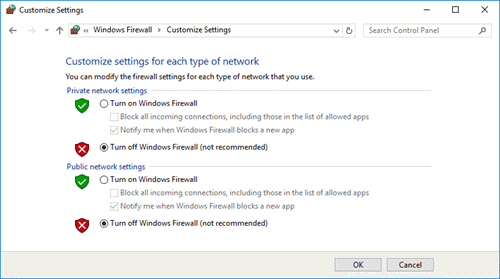 Customize Settings
« Windows Firewall › Customize Settings
Search Control Panel
Customize settings for each type of network
You can modify the firewall settings for each type of network that you use.
Private network settings
Turn on Windows Firewall
Block all incoming connections, including those in the list of allowed apps
Notify me when Windows Firewall blocks a new app
Turn off Windows Firewall (not recommended)
Public network settings
Turn on Windows Firewall
Block all incoming connections, including those in the list of allowed apps
Notify me when Windows Firewall blocks a new app
Turn off Windows Firewall (not recommended)
OK Cancel